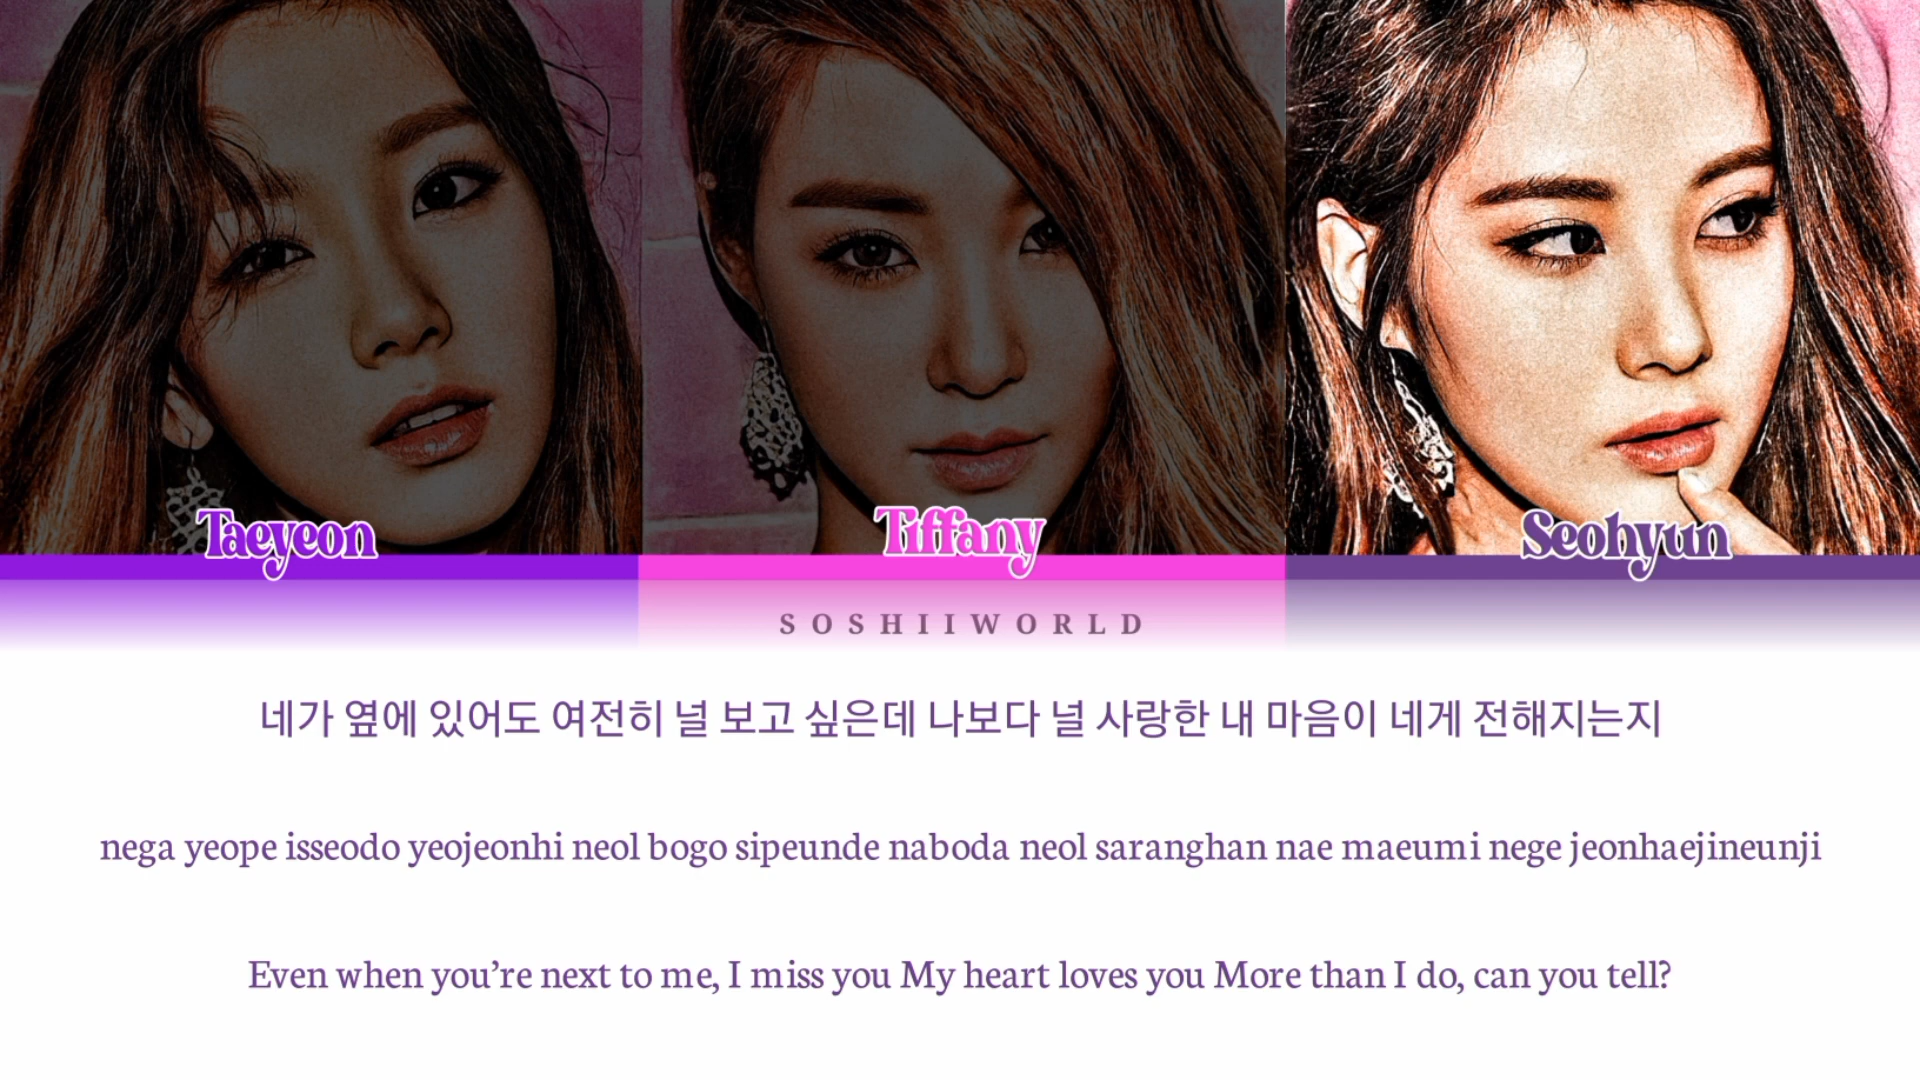 Taeyeon
Tiffany
Seohyun
SOSHIIWORLD
네가 옆에 있어도 여전히 널 보고 싶은데 나보다 널 사랑한 내 마음이 네게 전해지는지
nega yeope isseodo yeojeonhi neol bogo sipeunde naboda neol saranghan nae maeumi nege jeonhaejineunji
Even when you’re next to me, I miss you My heart loves you More than I do, can you tell?